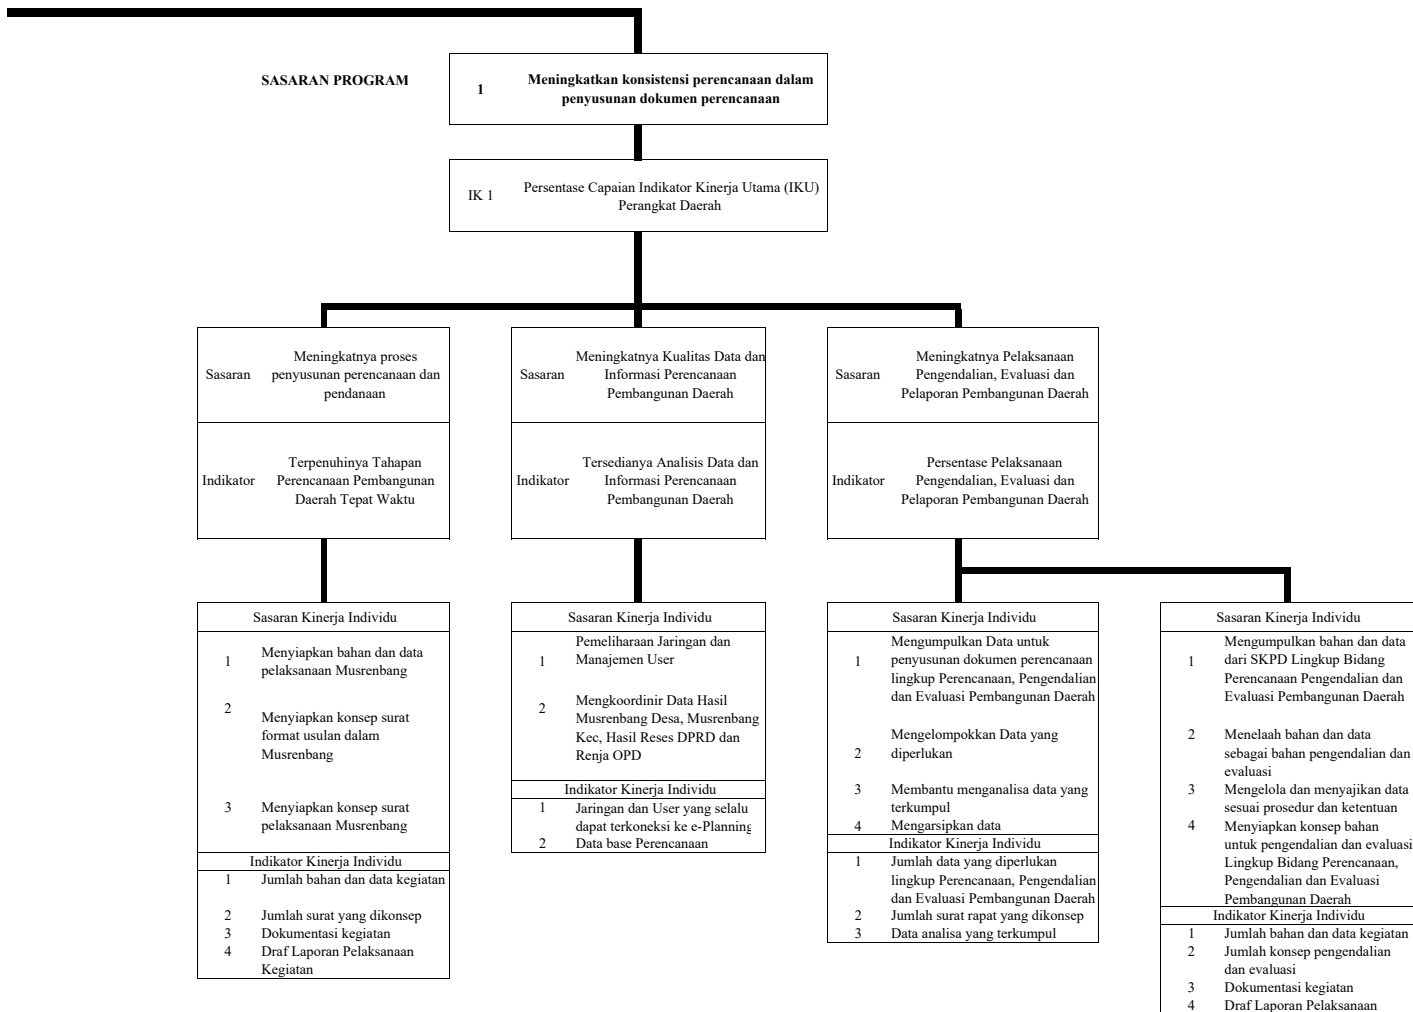 SASARAN PROGRAM
1
Meningkatkan konsistensi perencanaan dalam
penyusunan dokumen perencanaan
IK 1
Persentase Capaian Indikator Kinerja Utama (IKU)
Perangkat Daerah
Sasaran
Meningkatnya proses
penyusunan perencanaan dan
pendanaan
Indikator
Terpenuhinya Tahapan
Perencanaan Pembangunan
Daerah Tepat Waktu
Sasaran
Meningkatnya Kualitas Data dan
Informasi Perencanaan
Pembangunan Daerah
Indikator
Tersedianya Analisis Data dan
Informasi Perencanaan
Pembangunan Daerah
Sasaran
Meningkatnya Pelaksanaan
Pengendalian, Evaluasi dan
Pelaporan Pembangunan Daerah
Indikator
Persentase Pelaksanaan
Pengendalian, Evaluasi dan
Pelaporan Pembangunan Daerah
Sasaran Kinerja Individu
1 Menyiapkan bahan dan data
pelaksanaan Musrenbang
2 Menyiapkan konsep surat
format usulan dalam
Musrenbang
3 Menyiapkan konsep surat
pelaksanaan Musrenbang
Indikator Kinerja Individu
1 Jumlah bahan dan data kegiatan
2 Jumlah surat yang dikonsep
3 Dokumentasi kegiatan
4 Draf Laporan Pelaksanaan
Kegiatan
Sasaran Kinerja Individu
1 Pemeliharaan Jaringan dan
Manajemen User
2 Mengkoordinir Data Hasil
Musrenbang Desa, Musrenbang
Kec, Hasil Reses DPRD dan
Renja OPD
Indikator Kinerja Individu
1 Jaringan dan User yang selalu
dapat terkoneksi ke e-Planning
2 Data base Perencanaan
Sasaran Kinerja Individu
1 Mengumpulkan Data untuk
penyusunan dokumen perencanaan
lingkup Perencanaan, Pengendalian
dan Evaluasi Pembangunan Daerah
2 Mengelompokkan Data yang
diperlukan
3 Membantu menganalisa data yang
terkumpul
4 Mengarsipkan data
Indikator Kinerja Individu
1 Jumlah data yang diperlukan
lingkup Perencanaan, Pengendalian
dan Evaluasi Pembangunan Daerah
2 Jumlah surat rapat yang dikonsep
3 Data analisa yang terkumpul
Sasaran Kinerja Individu
1 Mengumpulkan bahan dan data
dari SKPD Lingkup Bidang
Perencanaan Pengendalian dan
Evaluasi Pembangunan Daerah
2 Menelaah bahan dan data
sebagai bahan pengendalian dan
evaluasi
3 Mengelola dan menyajikan data
sesuai prosedur dan ketentuan
4 Menyiapkan konsep bahan
untuk pengendalian dan evaluasi
Lingkup Bidang Perencanaan,
Pengendalian dan Evaluasi
Pembangunan Daerah
Indikator Kinerja Individu
1 Jumlah bahan dan data kegiatan
2 Jumlah konsep pengendalian
dan evaluasi
3 Dokumentasi kegiatan
4 Draf Laporan Pelaksanaan